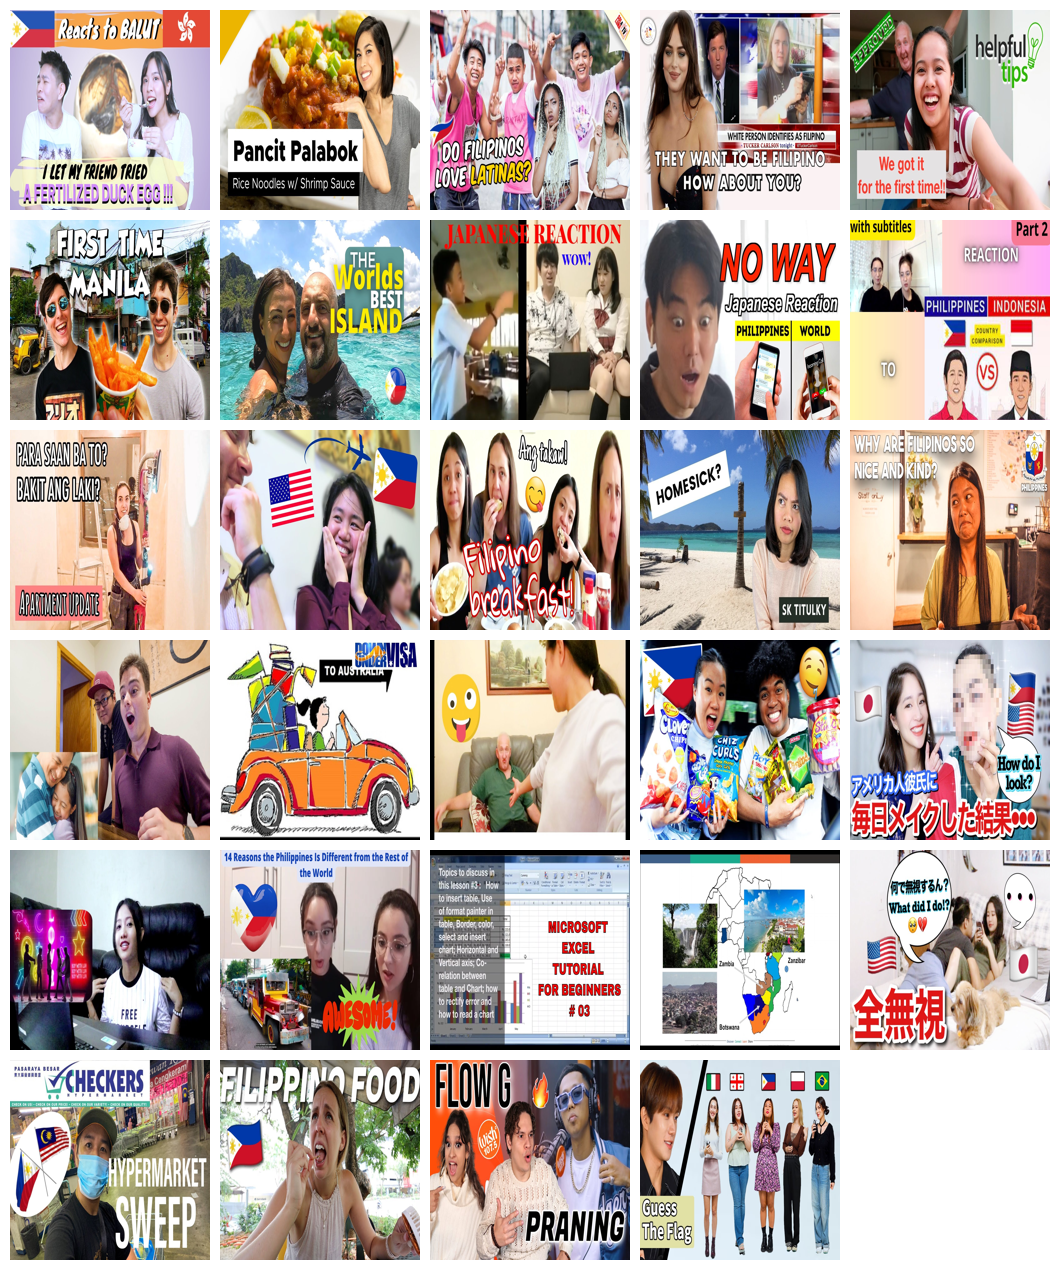 Reacts to BALUT
I LET MY FRIEND TRIED
A FERTILIZED DUCK EGG !!!
Pancit Palabok
Rice Noodles w/ Shrimp Sauce
DO FILIPINOS
LOVE LATINAS?
WHITE PERSON IDENTIFIES AS FILIPINO
TUCKER CARLSON tonight
THEY WANT TO BE FILIPINO
HOW ABOUT YOU?
APPROVED
helpful
tips
We got it
for the first time!!
FIRST TIME
MANILA
THE
Worlds
BEST
ISLAND
JAPANESE REACTION
WOW!
NO WAY
Japanese Reaction
PHILIPPINES
WORLD
with subtitles
Part 2
REACTION
PHILIPPINES
INDONESIA
COUNTRY
COMPARISON
TO
VS
PARA SAAN BA TO?
BAKIT ANG LAKI?
APARTMENT UPDATE
Ang takaw!
Filipino
breakfast!
HOMESICK?
SK TITULKY
WHY ARE FILIPINOS SO
NICE AND KIND?
Staff only
PHILIPPINES
DOWN
UNDER VISA
TO AUSTRALIA
Clover
CHIPS
CHIZ
CURLS
How do I
look?
アメリカ人彼氏に
毎日メイクした結果•••
FREE
14 Reasons the Philippines Is Different from the Rest of
the World
AWESOME!
Topics to discuss in
this lesson #3 : How
to insert table, Use
of format painter in
table, Border, color,
select and insert
chart; Horizontal and
Vertical axis; Co-
relation between
table and Chart; how
to rectify error and
how to read a chart
MICROSOFT
EXCEL
TUTORIAL
FOR BEGINNERS
# 03
Zambia
Zanzibar
Botswana
何で無視するん？
What did I do!?
全無視
PASARAYA BESAR
CHECKERS
HYPERMARKET
HYPERMARKET
SWEEP
FILIPPINO FOOD
FLOW G
wish
107.5
PRANING
Guess
The Flag